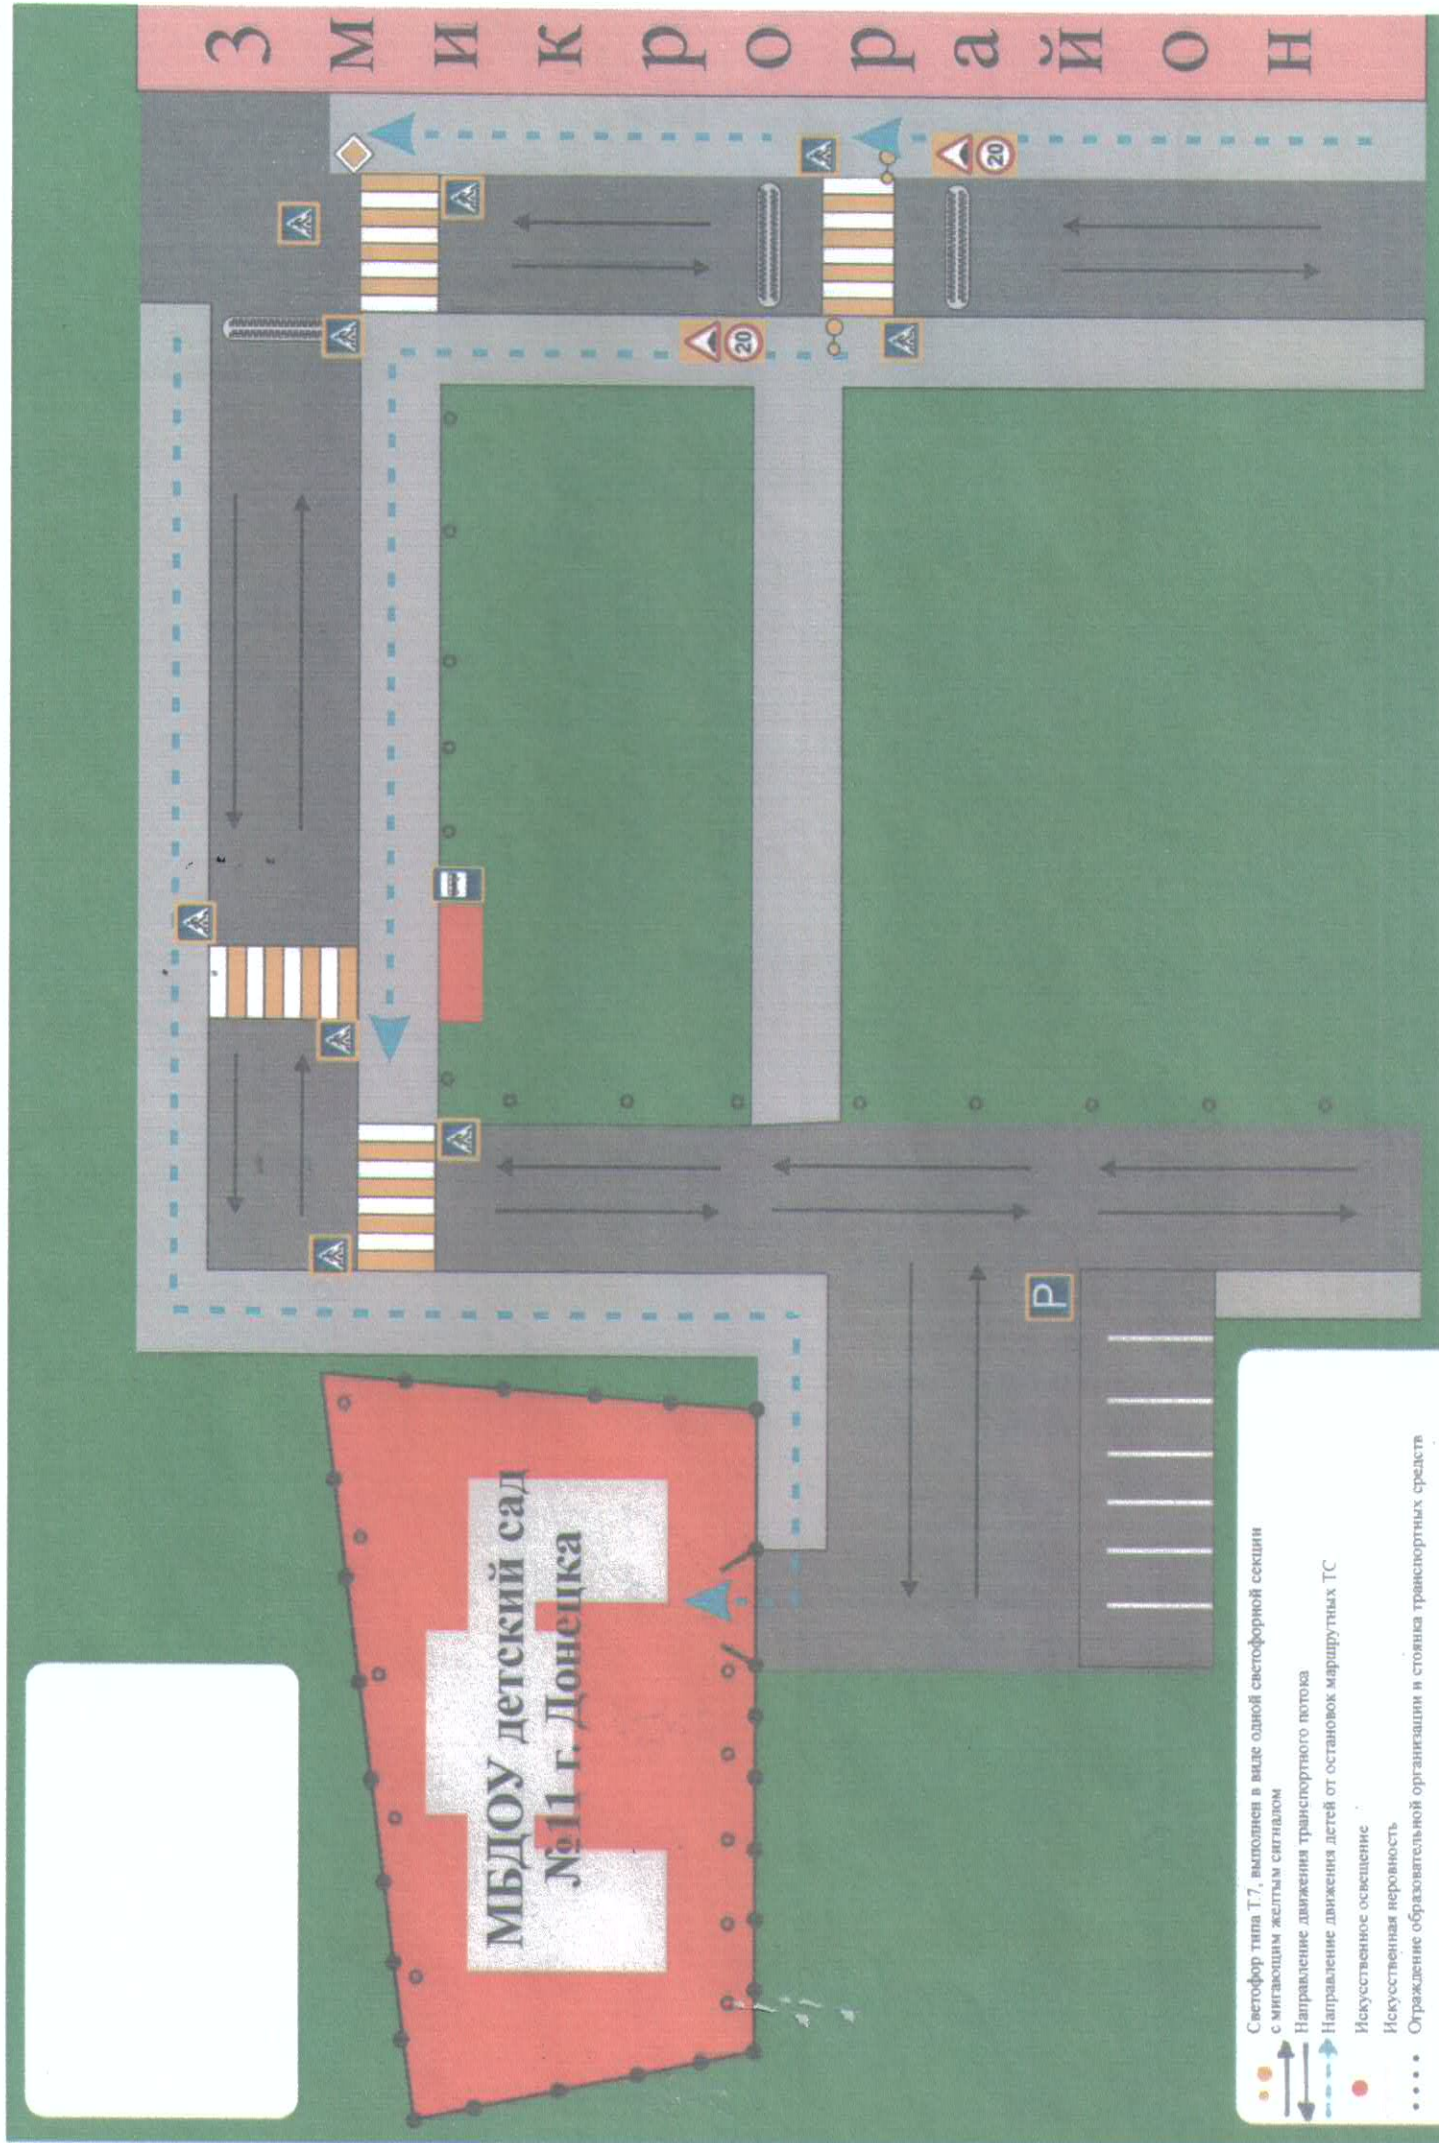 3 микрорайон
20
20
P
МБДОУ детский сад
№11 г. Донецка
Светофор типа Т.7, выполнен в виде одной светофорной секции
с мигающим желтым сигналом
Направление движения транспортного потока
Направление движения детей от остановок маршрутных ТС
Искусственное освещение
Искусственная неровность
Ограждение образовательной организации и стоянка транспортных средств